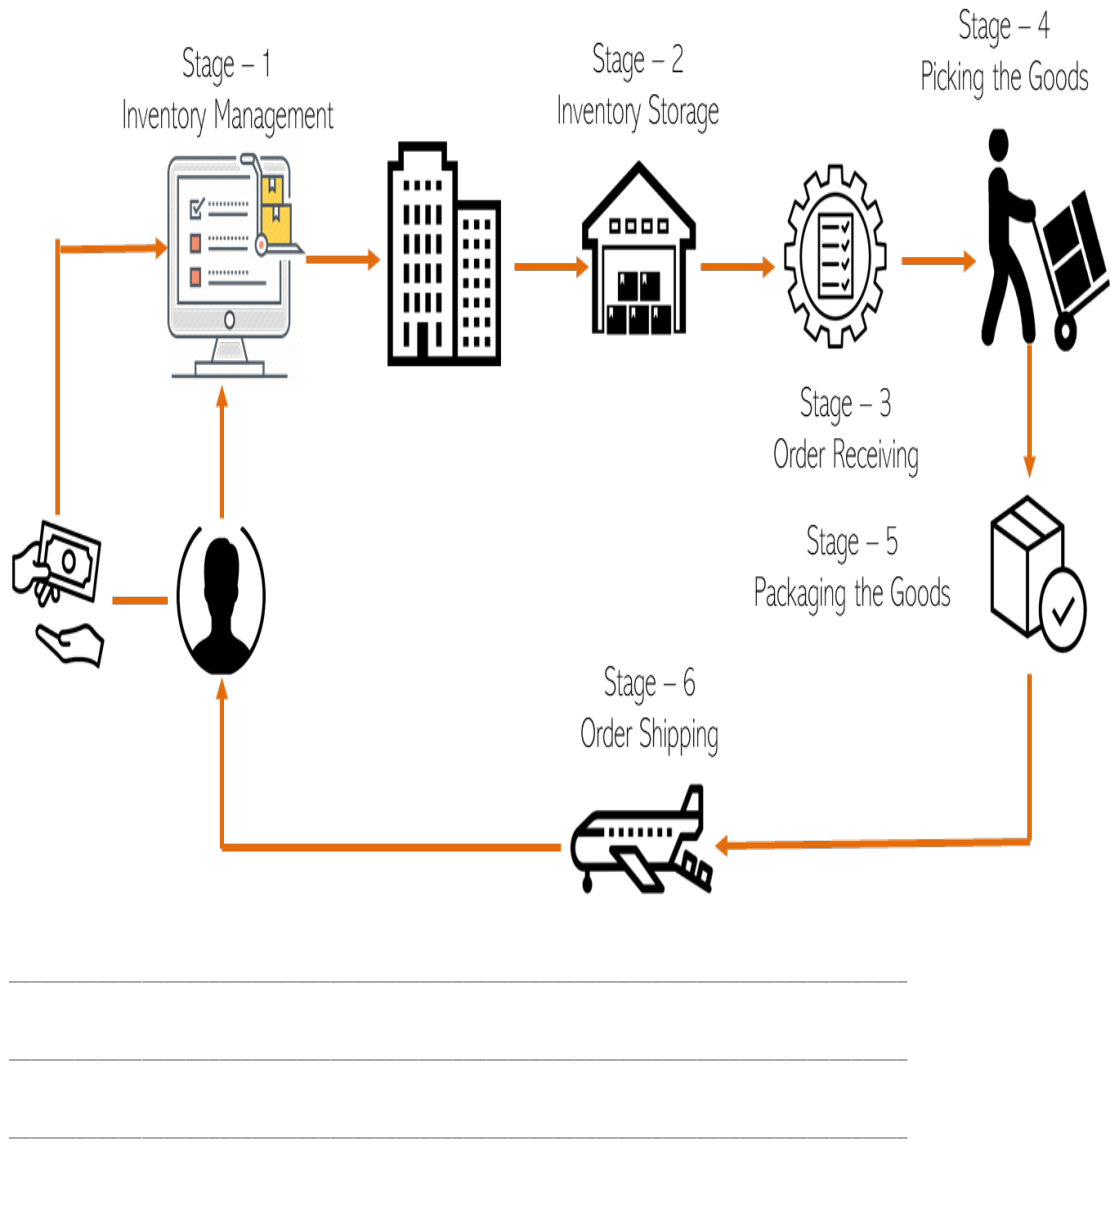 Stage – 1
Inventory Management
Stage – 2
Inventory Storage
Stage – 4
Picking the Goods
Stage – 3
Order Receiving
Stage – 5
Packaging the Goods
Stage – 6
Order Shipping